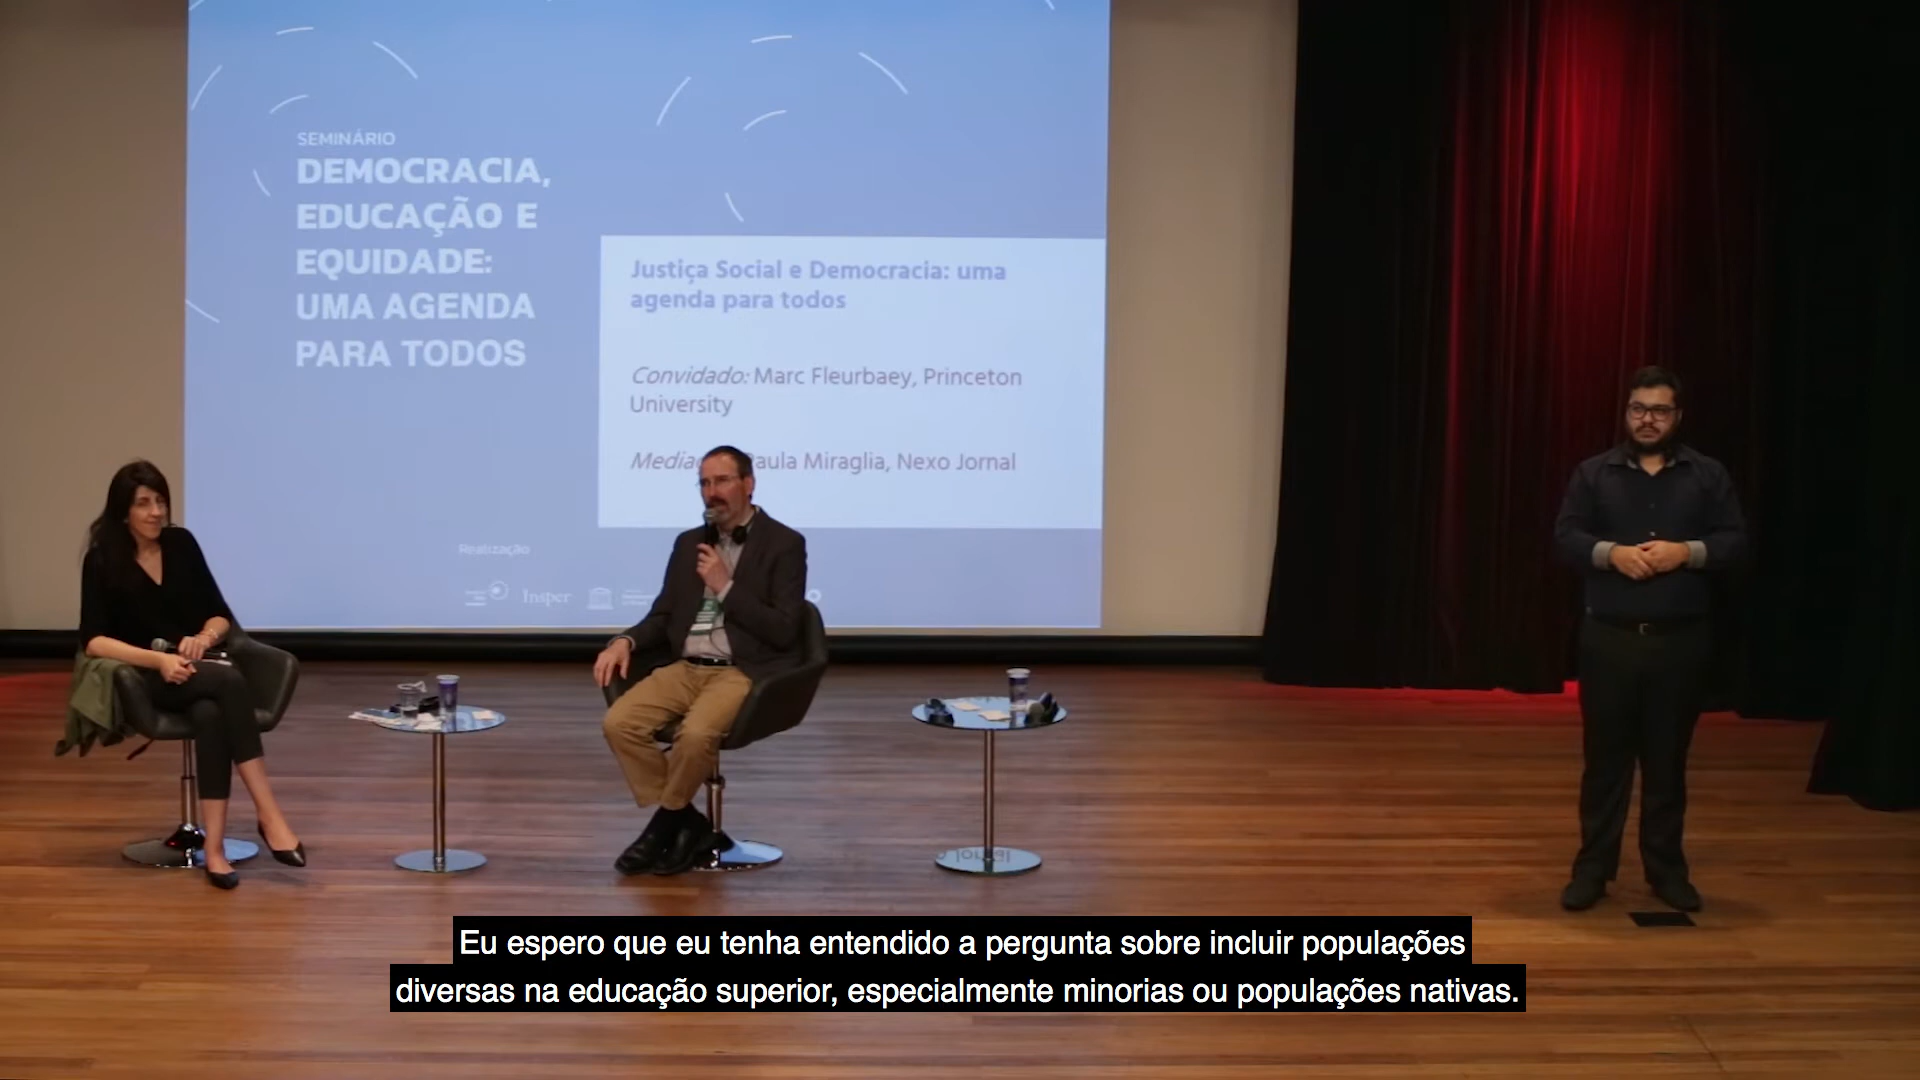 SEMINÁRIO
DEMOCRACIA,
EDUCAÇÃO E
EQUIDADE:
UMA AGENDA
PARA TODOS
Justiça Social e Democracia: uma
agenda para todos
Convidado: Marc Fleurbaey, Princeton
University
Paula Miraglia, Nexo Jornal
Realização
Insper
Eu espero que eu tenha entendido a pergunta sobre incluir populações
diversas na educação superior, especialmente minorias ou populações nativas.